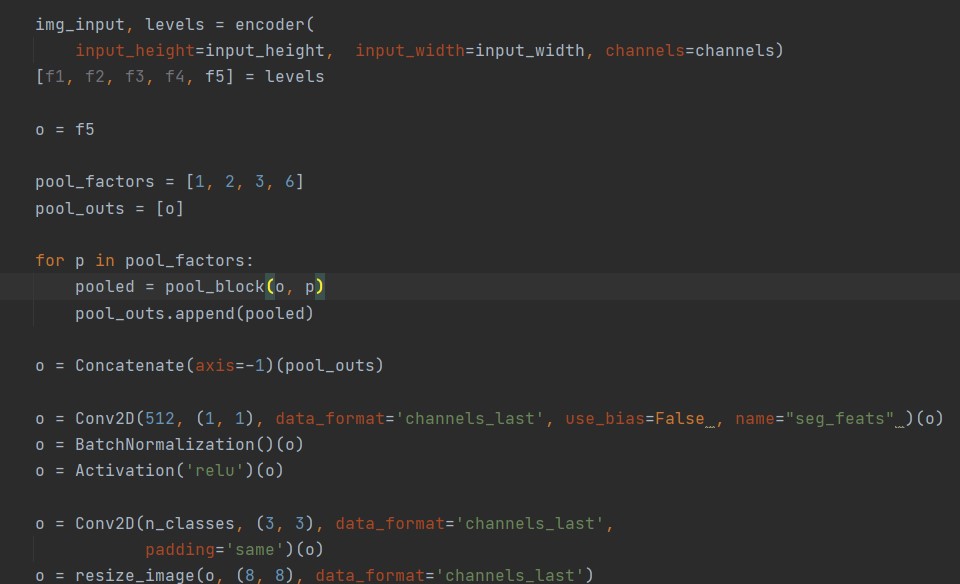 img_input, levels = encoder(
    input_height=input_height,  input_width=input_width, channels=channels)
[f1, f2, f3, f4, f5] = levels
o = f5
pool_factors = [1, 2, 3, 6]
pool_outs = [o]
for p in pool_factors:
    pooled = pool_block(o, p)
    pool_outs.append(pooled)
o = Concatenate(axis=-1)(pool_outs)
o = Conv2D(512, (1, 1), data_format='channels_last', use_bias=False , name="seg_feats" )(o)
o = BatchNormalization()(o)
o = Activation('relu')(o)
o = Conv2D(n_classes, (3, 3), data_format='channels_last',
           padding='same')(o)
o = resize_image(o, (8, 8), data_format='channels_last')